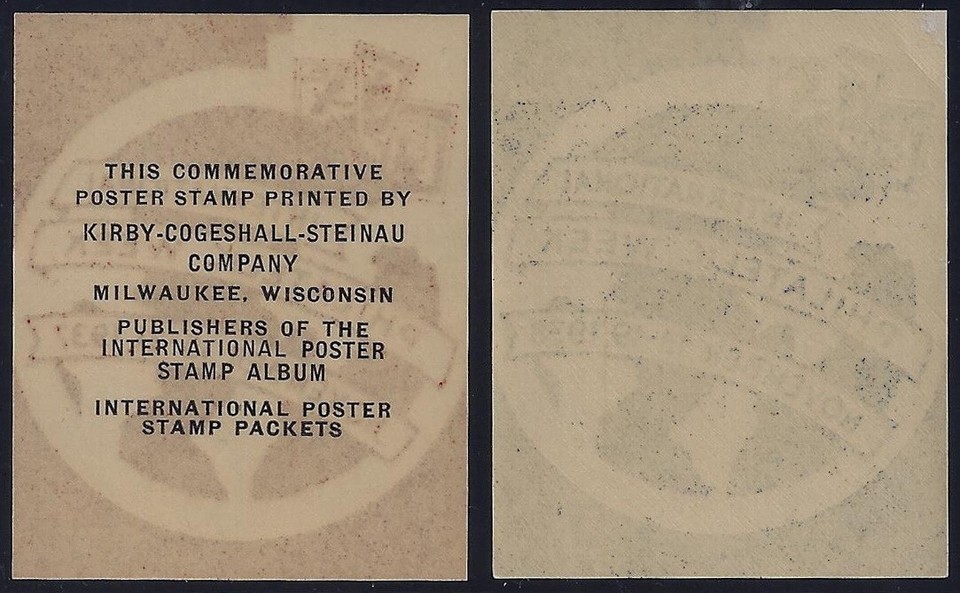 THIS COMMEMORATIVE
POSTER STAMP PRINTED BY
KIRBY-COGESHALL-STEINAU
COMPANY
MILWAUKEE, WISCONSIN
PUBLISHERS OF THE
INTERNATIONAL POSTER
STAMP ALBUM
INTERNATIONAL POSTER
STAMP PACKETS